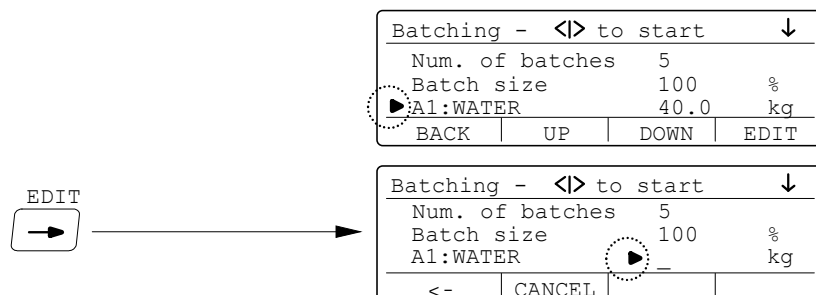 Batching - <|> to start ↓
Num. of batches 5
Batch size 100 %
▶A1:WATER 40.0 kg
BACK UP DOWN EDIT
EDIT
Batching - <|> to start ↓
Num. of batches 5
Batch size 100 %
A1:WATER ▶_ kg
<- CANCEL